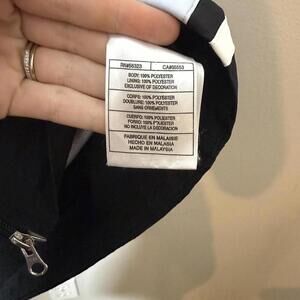 RN#56323 CA#05553
BODY: 100% POLYESTER
LINING: 100% POLYESTER
EXCLUSIVE OF DECORATION
CORPS: 100% POLYESTER
DOUBLURE: 100% POLYESTER
SANS ORNEMENTS
CUERPO: 100% POLIESTER
FORRO: 100% POLIESTER
NO INCLUYE LA DECORACION
FABRIQUE EN MALAISIE
HECHO EN MALASIA
MADE IN MALAYSIA